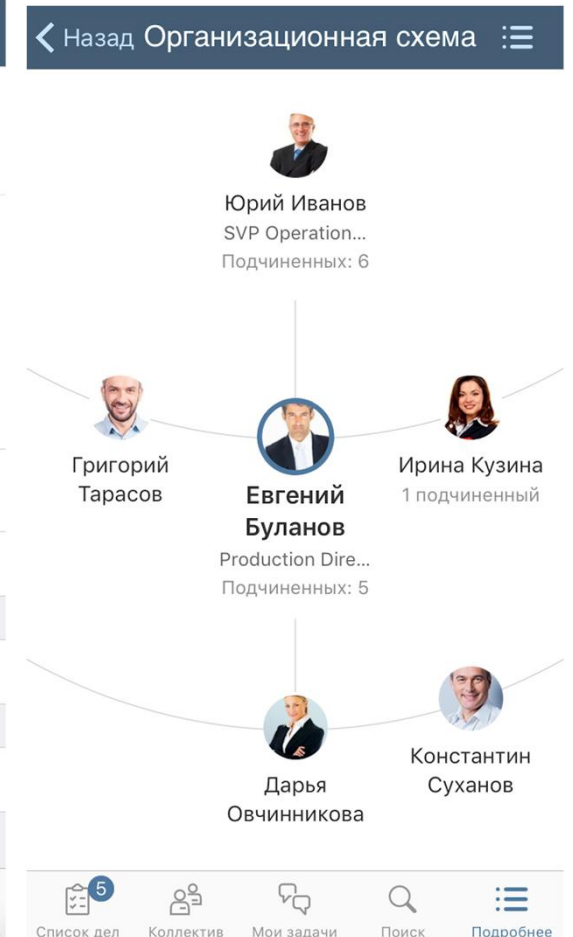 Назад Организационная схема
Юрий Иванов
SVP Operation...
Подчиненных: 6
Григорий
Тарасов
Евгений
Буланов
Production Dire...
Подчиненных: 5
Ирина Кузина
1 подчиненный
Дарья
Овчинникова
Константин
Суханов
5
Список дел Коллектив Мои задачи Поиск Подробнее